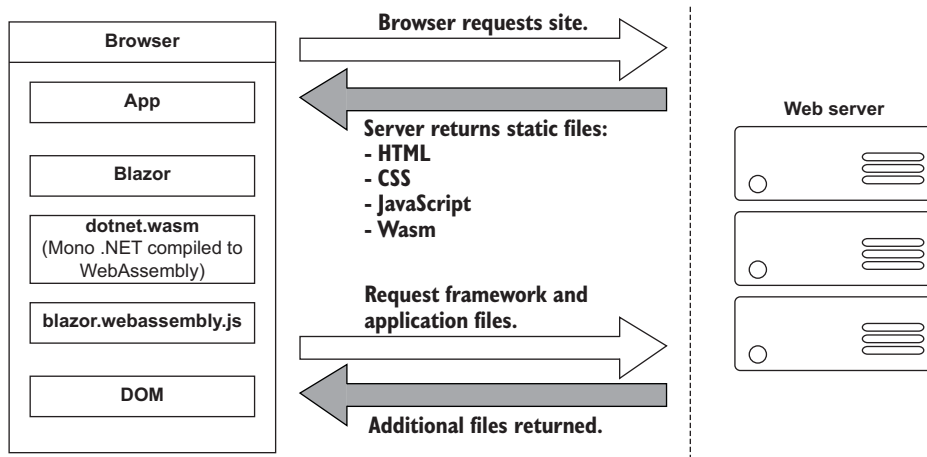 Browser
App
Blazor
dotnet.wasm
(Mono .NET compiled to
WebAssembly)
blazor.webassembly.js
DOM
Browser requests site.
Server returns static files:
- HTML
- CSS
- JavaScript
- Wasm
Request framework and
application files.
Additional files returned.
Web server